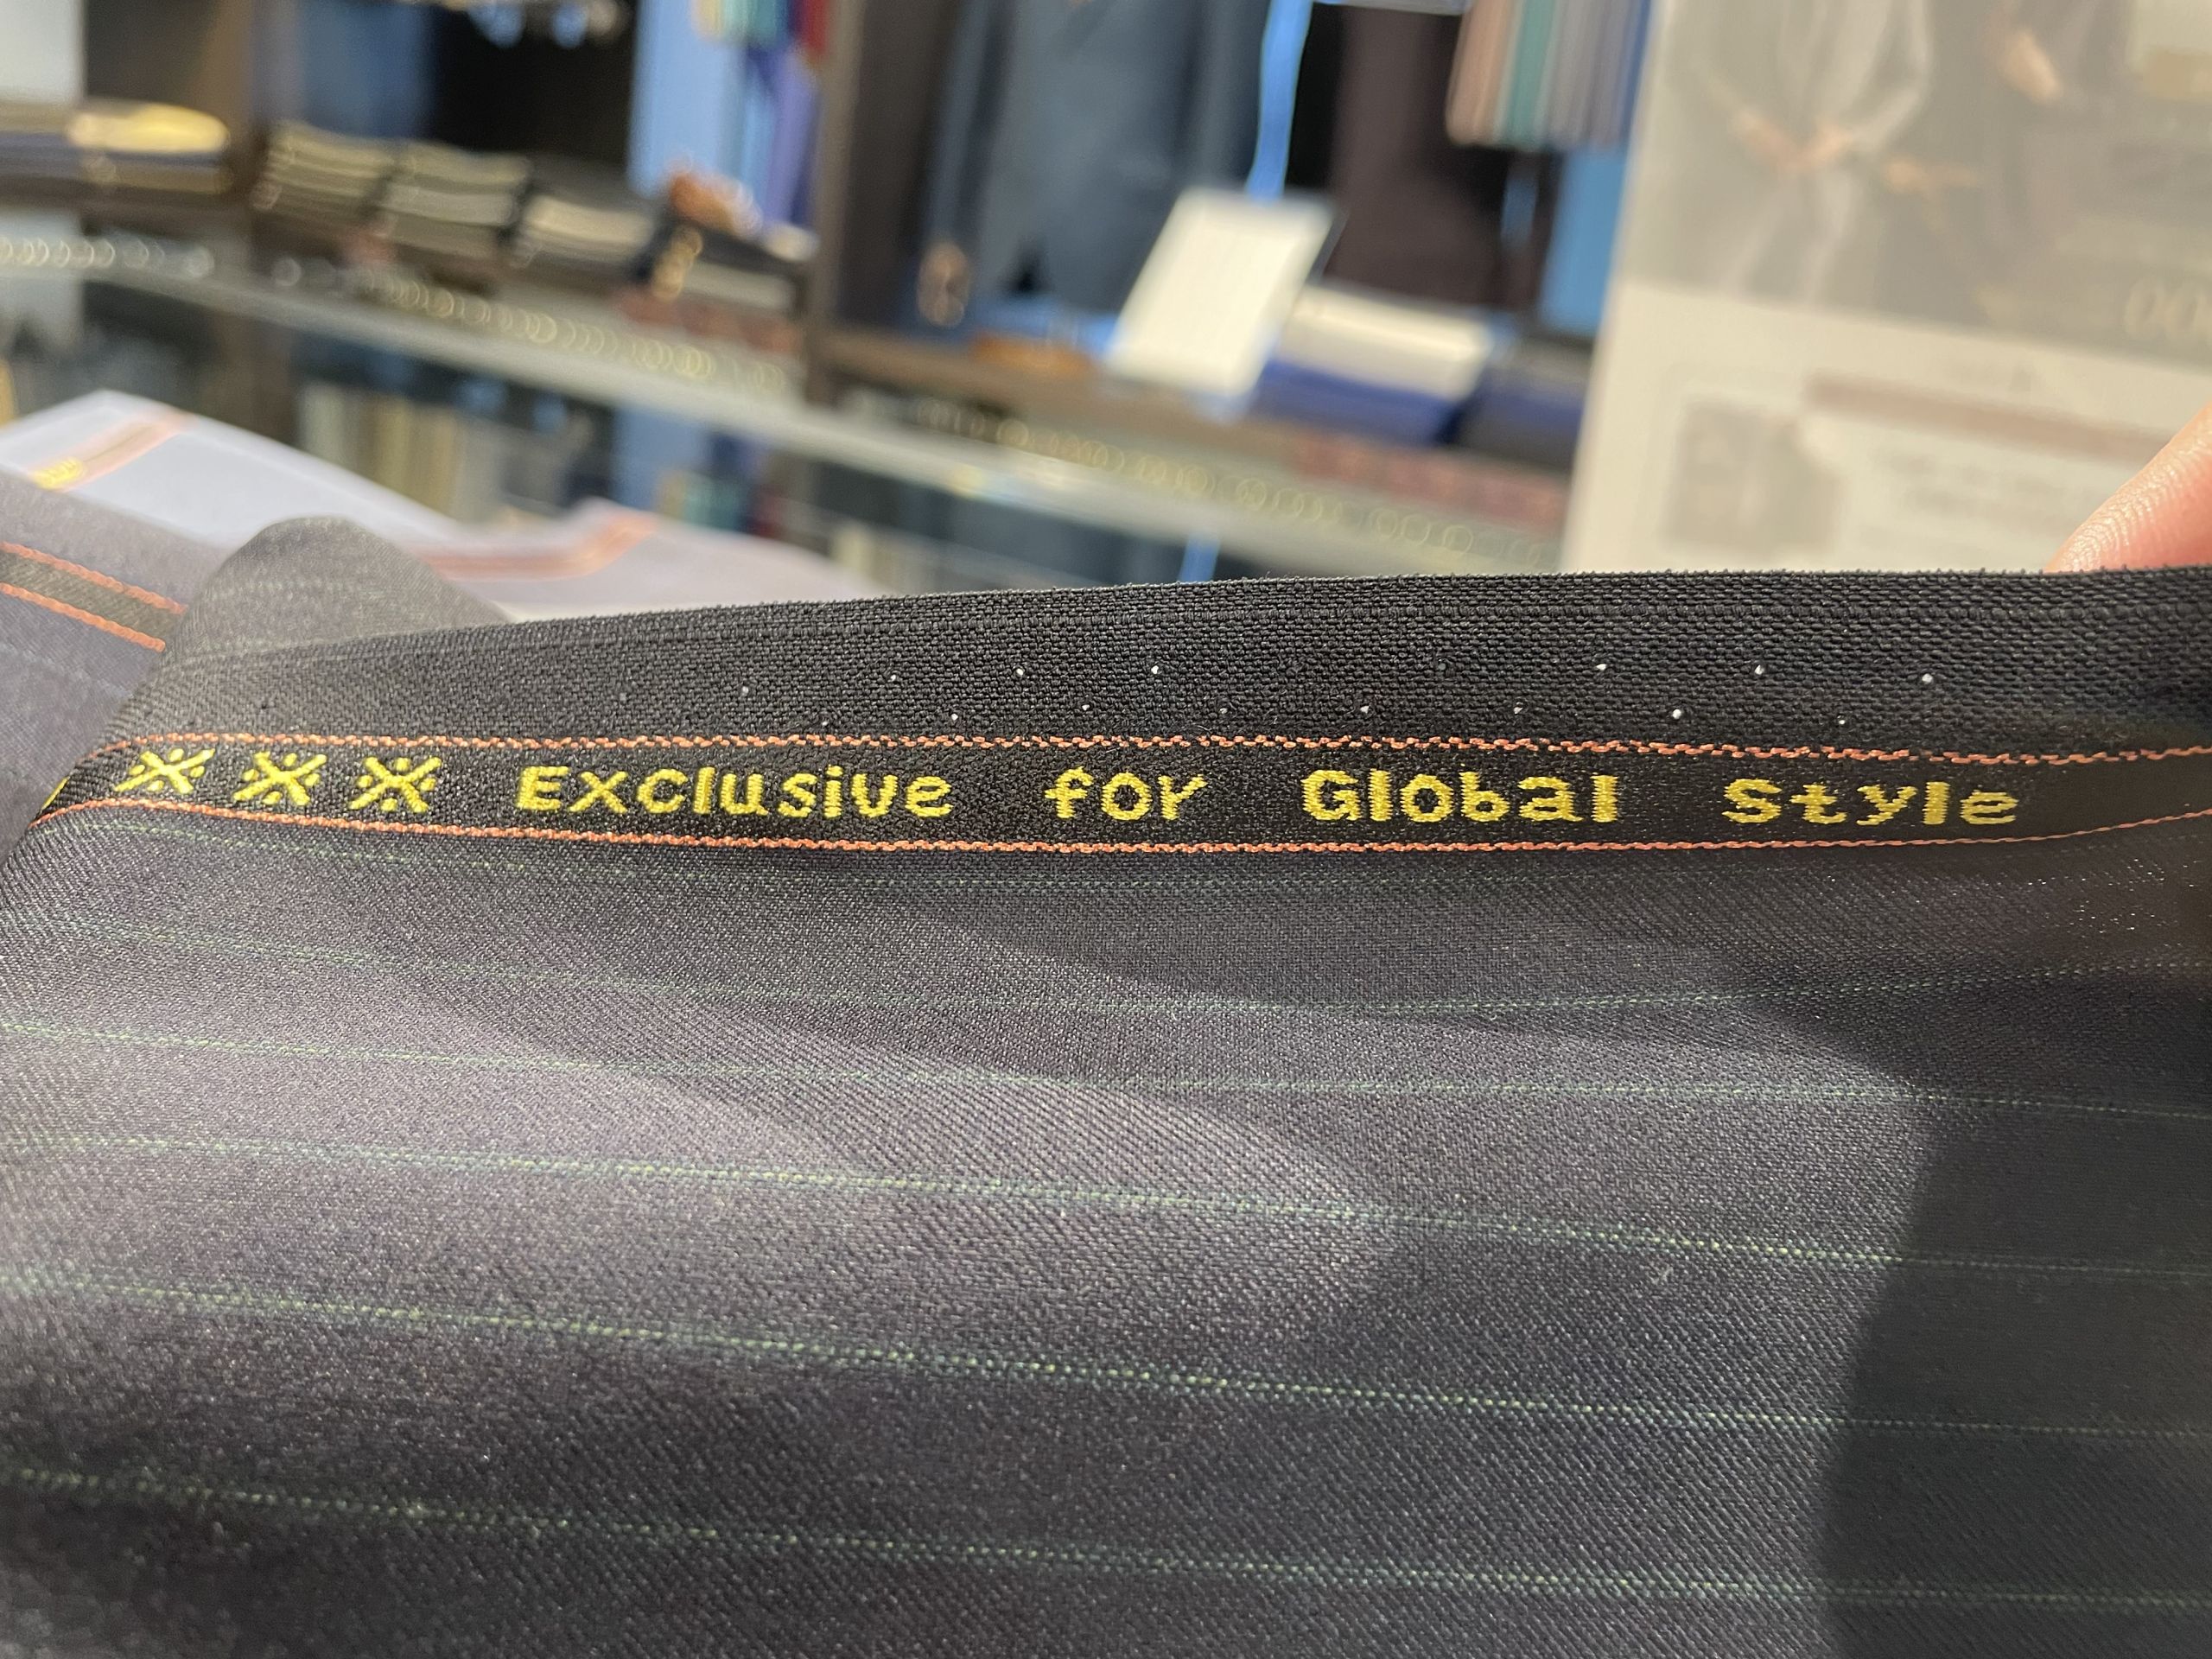 ※※※ Exclusive for Global Style